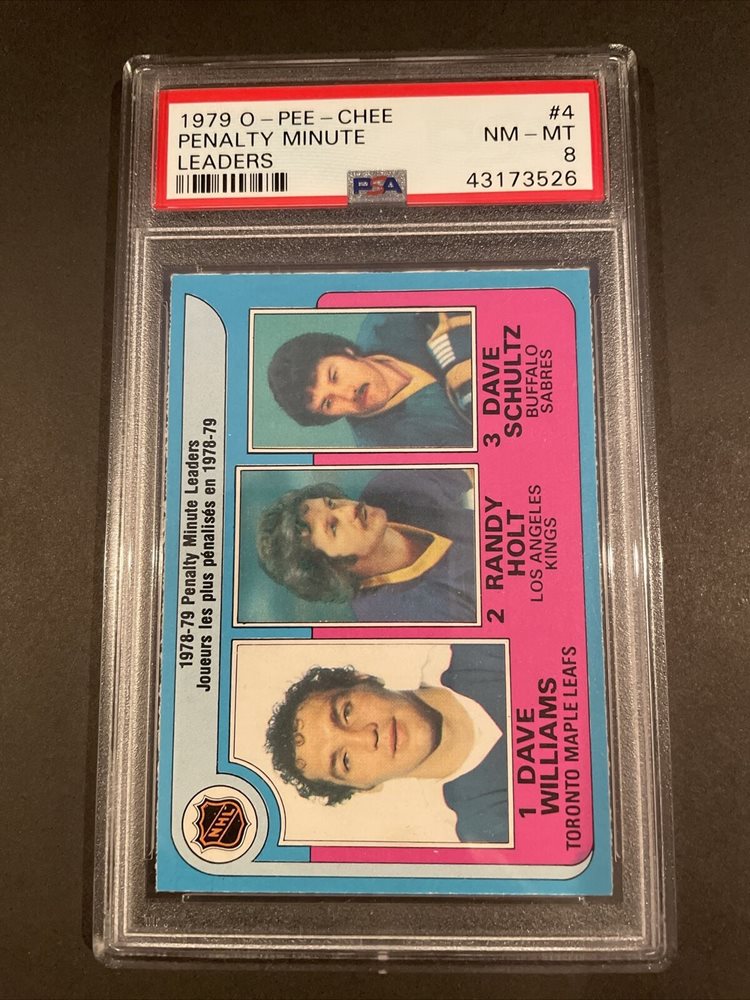 1979 O-PEE-CHEE #4
PENALTY MINUTE NM-MT
LEADERS 8
PSA 43173526
1978-79 Penalty Minute Leaders
Joueurs les plus pénalisés en 1978-79
NHL
1 DAVE
WILLIAMS
TORONTO MAPLE LEAFS
2 RANDY
HOLT
LOS ANGELES
KINGS
3 DAVE
SCHULTZ
BUFFALO
SABRES